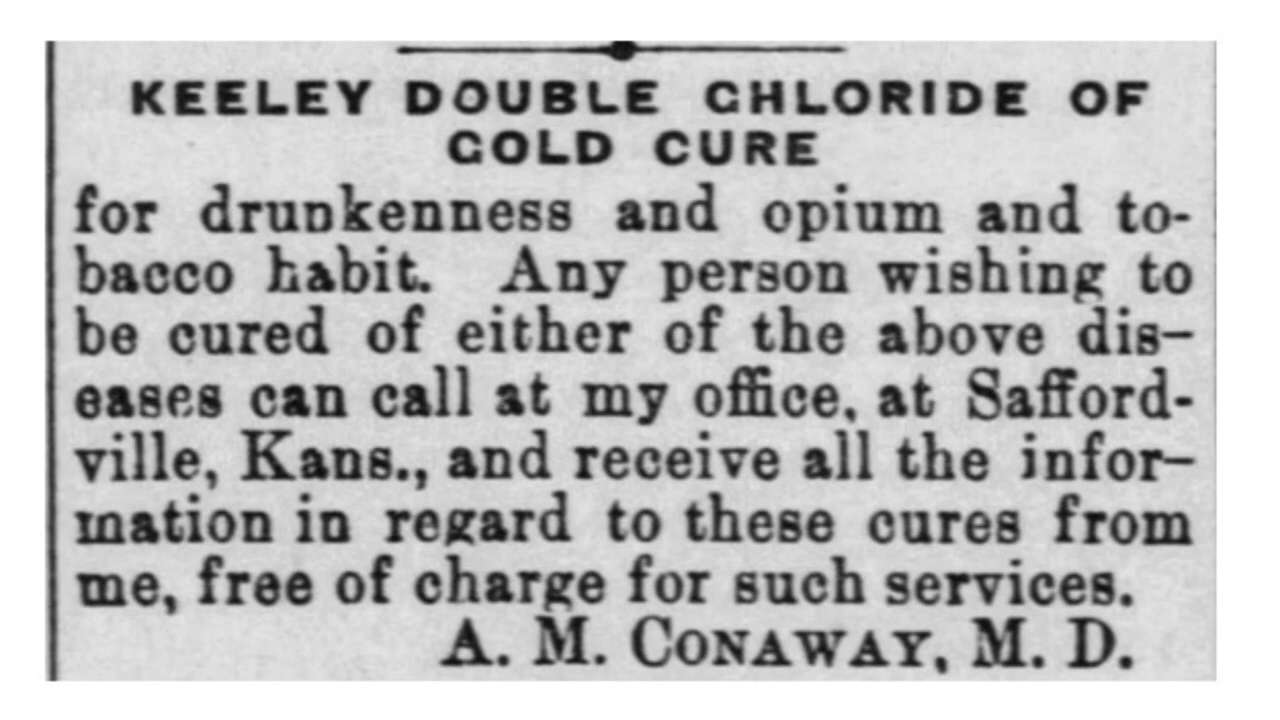 KEELEY DOUBLE CHLORIDE OF
GOLD CURE
for drunkenness and opium and to-
bacco habit. Any person wishing to
be cured of either of the above dis-
eases can call at my office, at Safford-
ville, Kans., and receive all the infor-
mation in regard to these cures from
me, free of charge for such services.
A. M. CONAWAY, M. D.